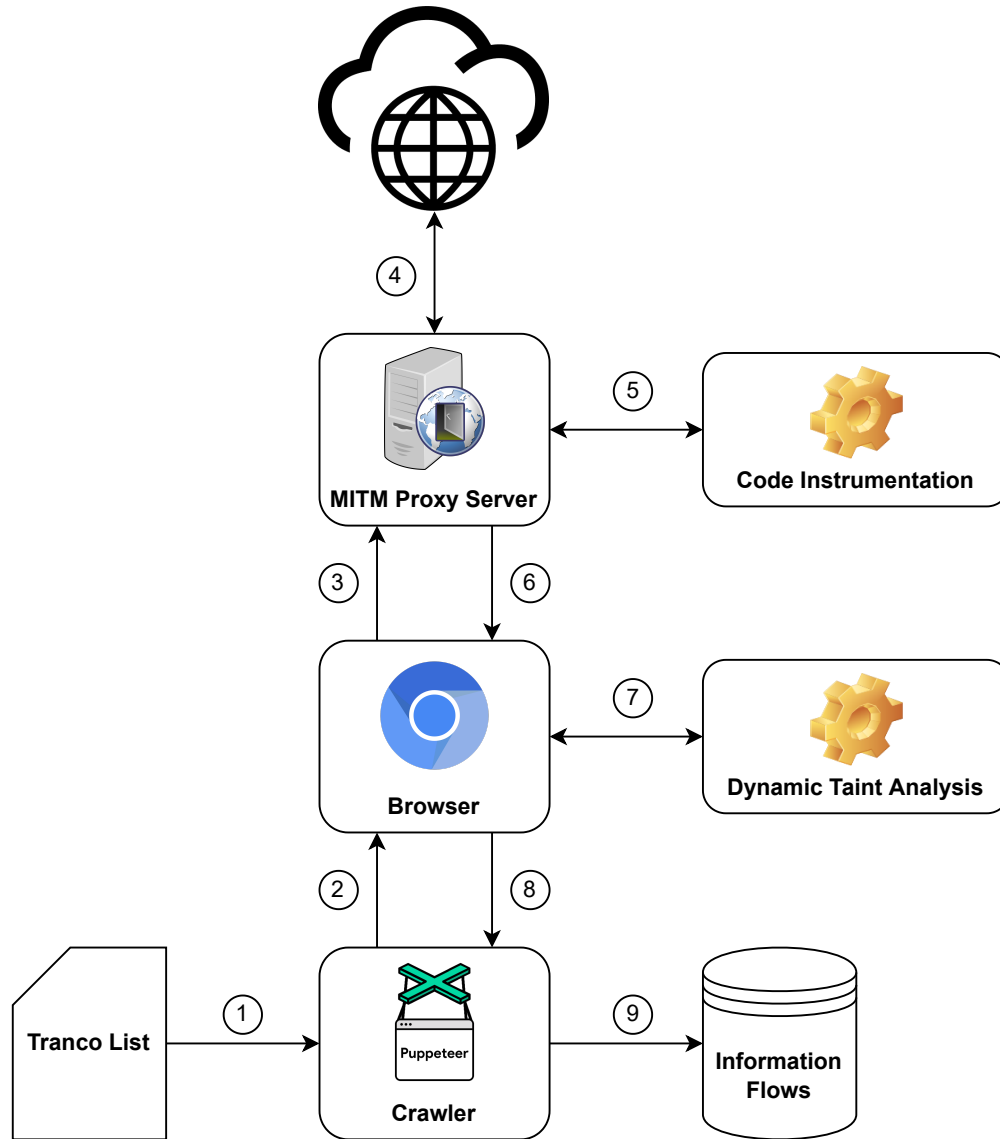 4
5
MITM Proxy Server
Code Instrumentation
3
6
7
Browser
Dynamic Taint Analysis
2
8
1
9
Tranco List
Puppeteer
Crawler
Information
Flows